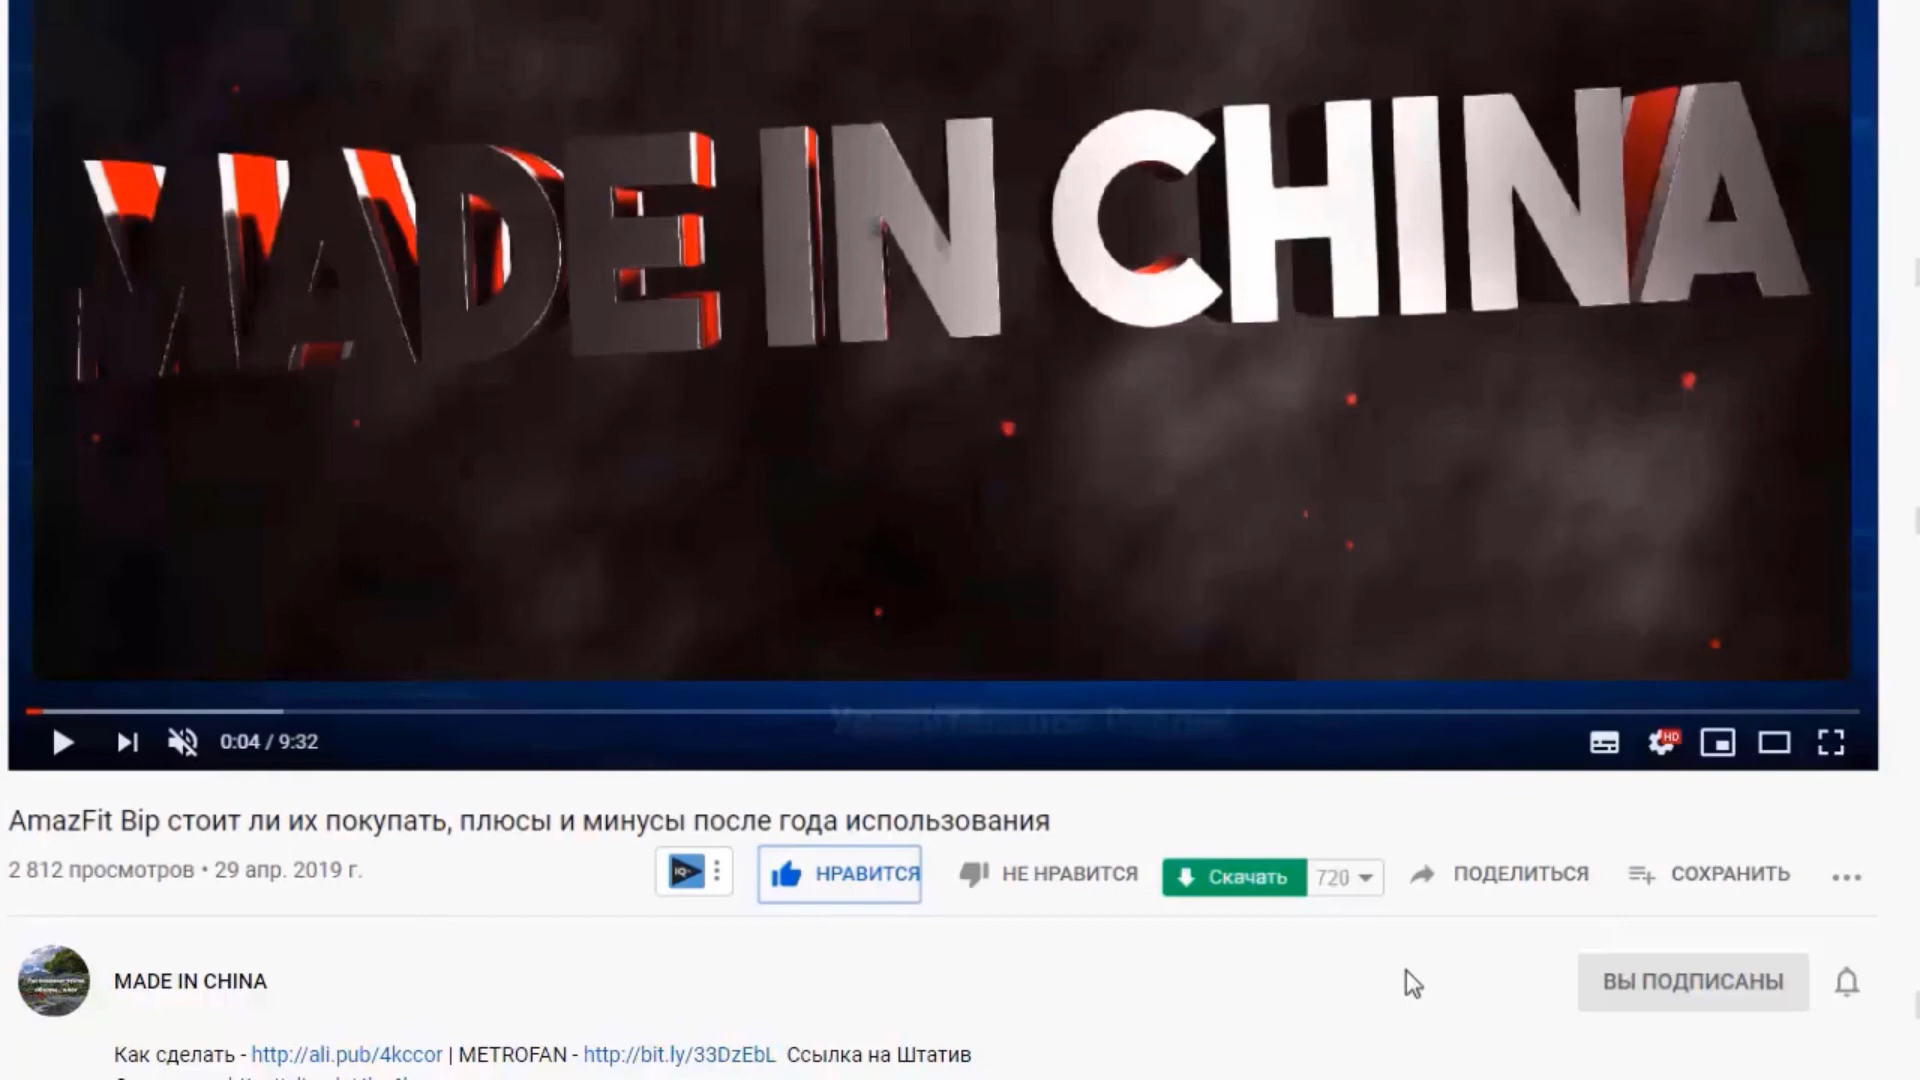 MADE IN CHINA
0:04 / 9:32
HD
AmazFit Bip стоит ли их покупать, плюсы и минусы после года использования
2 812 просмотров • 29 апр. 2019 г.
IQ
НРАВИТСЯ
НЕ НРАВИТСЯ
Скачать
720
ПОДЕЛИТЬСЯ
СОХРАНИТЬ
MADE IN CHINA
ВЫ ПОДПИСАНЫ
Как сделать - http://ali.pub/4kccor | METROFAN - http://bit.ly/33DzEbL Ссылка на Штатив